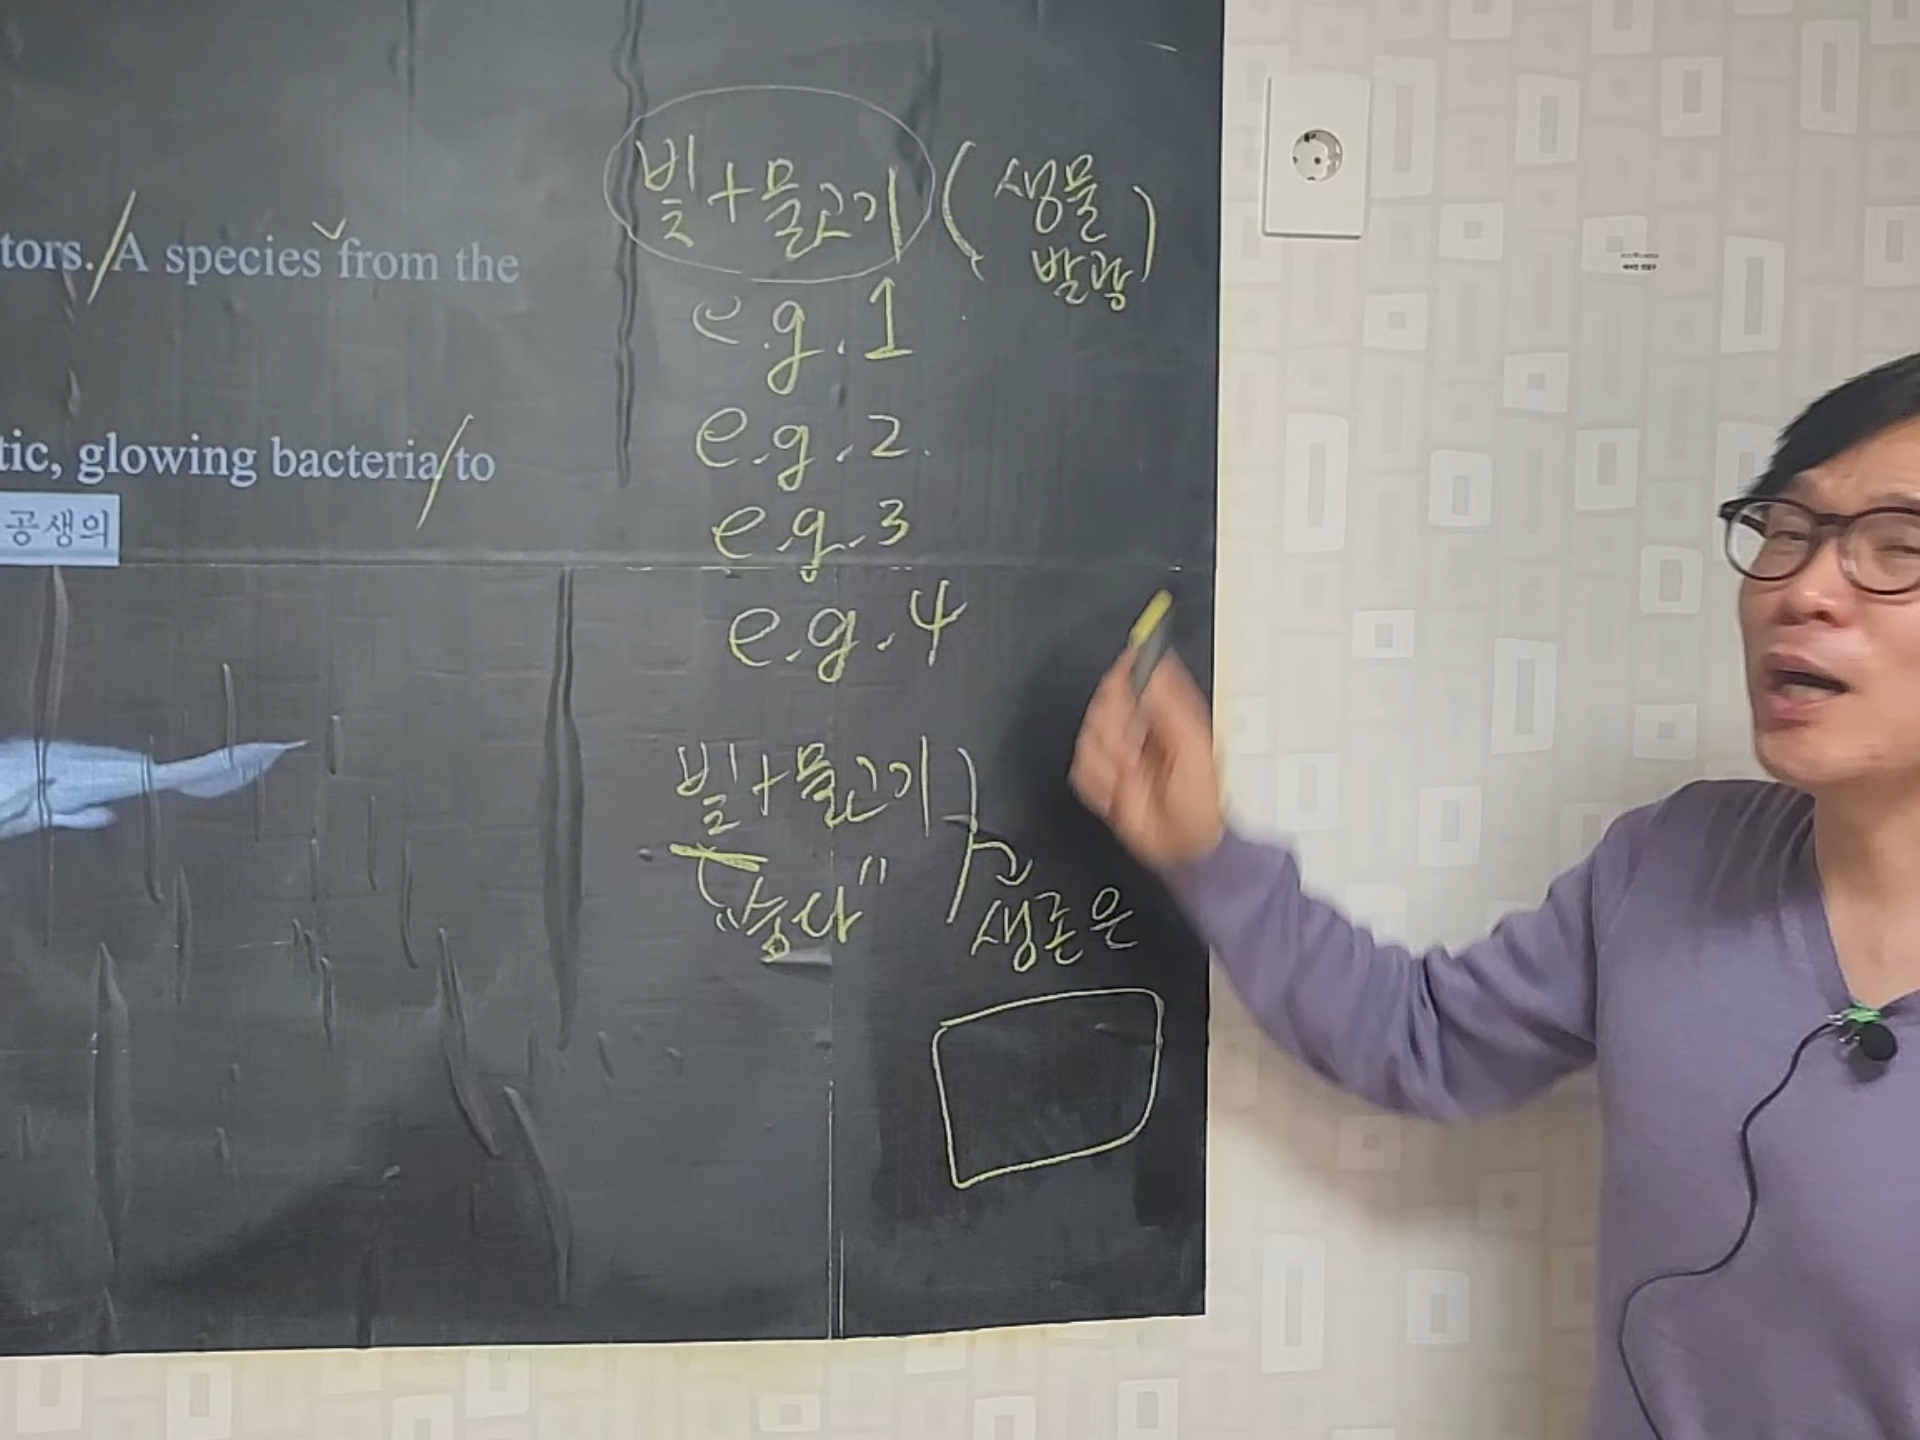 tors. / A species from the
tic, glowing bacteria / to
공생의
빛+물고기 (생물
발광)
e.g. 1
e.g. 2.
e.g. 3
e.g. 4
빛+물고기
"숨다"
생존은